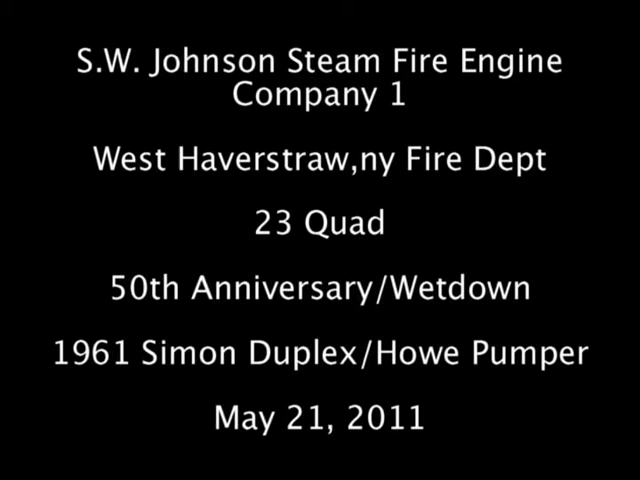 S.W. Johnson Steam Fire Engine
Company 1
West Haverstraw,ny Fire Dept
23 Quad
50th Anniversary/Wetdown
1961 Simon Duplex/Howe Pumper
May 21, 2011